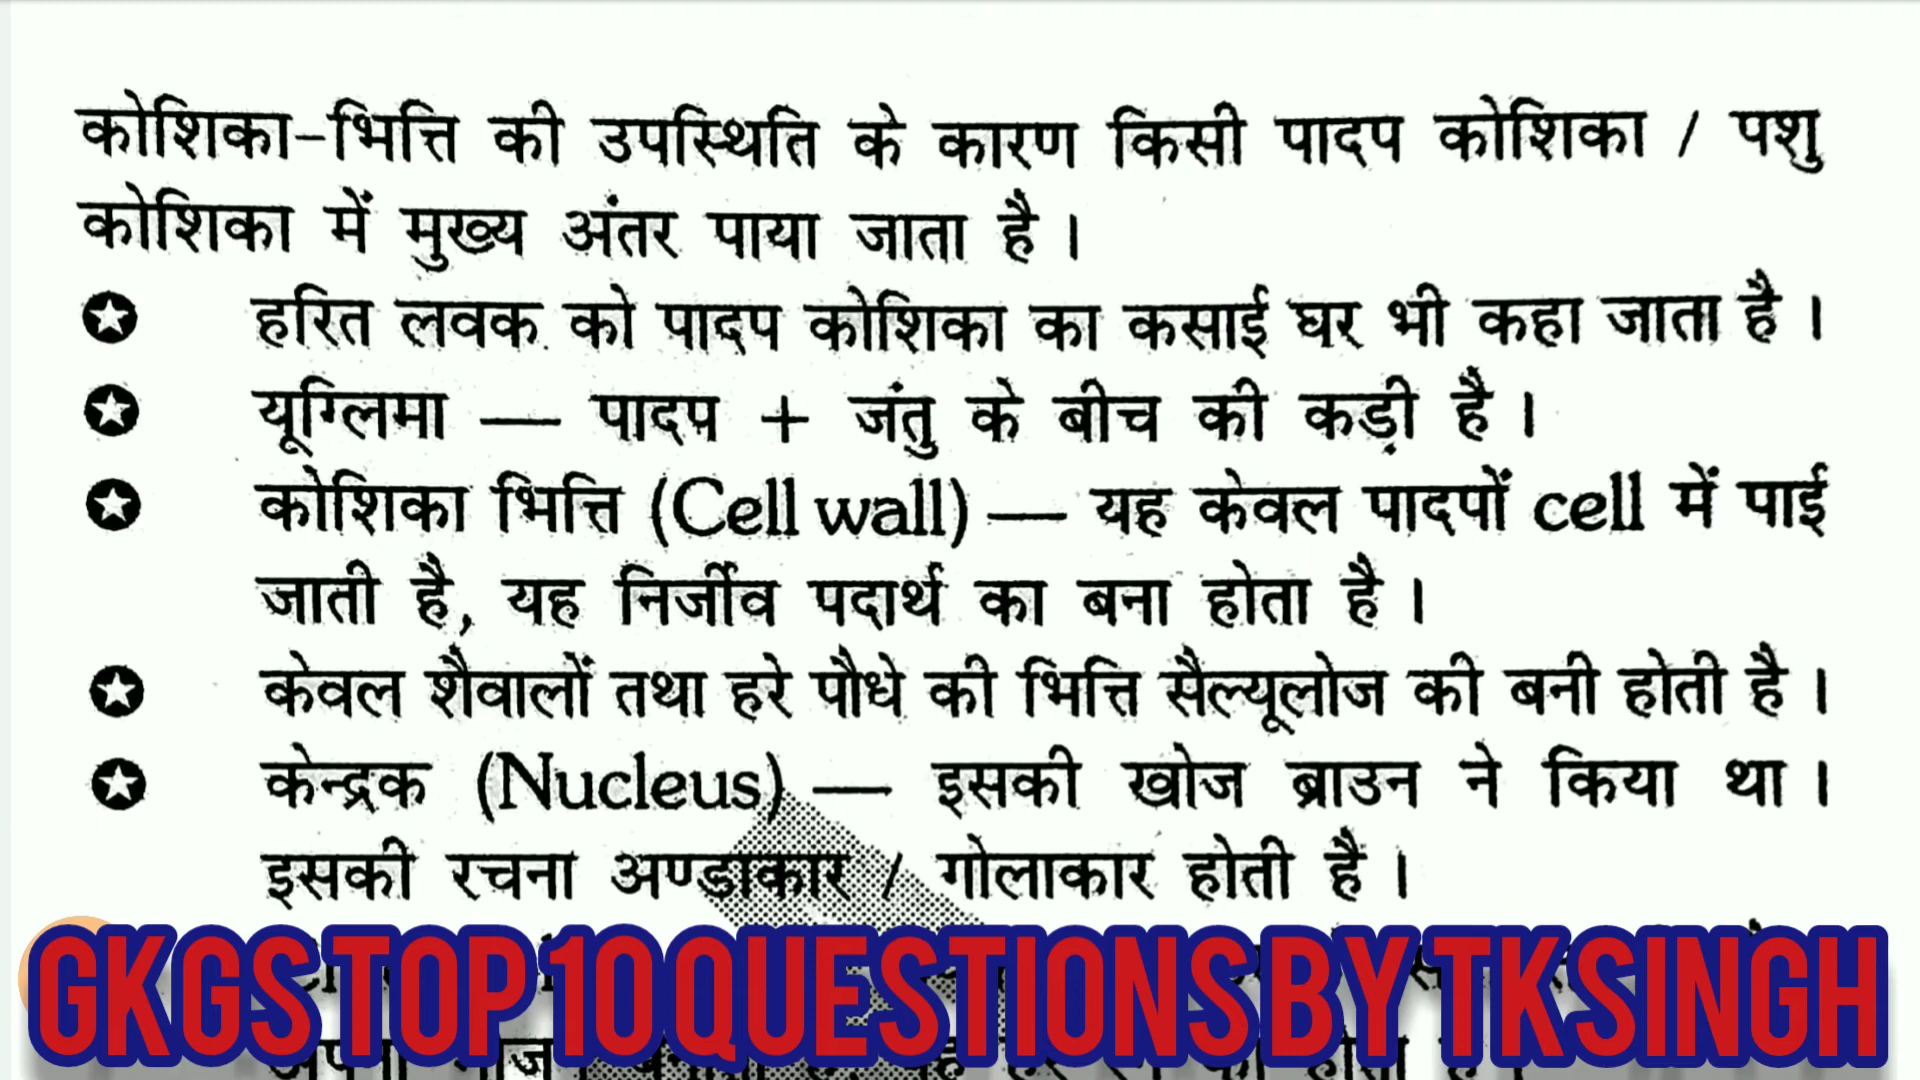 कोशिका-भित्ति की उपस्थिति के कारण किसी पादप कोशिका / पशु
कोशिका में मुख्य अंतर पाया जाता है।
हरित लवक को पादप कोशिका का कसाई घर भी कहा जाता है।
यूग्लिमा — पादप + जंतु के बीच की कड़ी है।
कोशिका भित्ति (Cell wall) — यह केवल पादपों cell में पाई
जाती है, यह निर्जीव पदार्थ का बना होता है।
केवल शैवालों तथा हरे पौधे की भित्ति सैल्यूलोज की बनी होती है।
केन्द्रक (Nucleus) — इसकी खोज ब्राउन ने किया था।
इसकी रचना अण्डाकार / गोलाकार होती है।
GKGS TOP 10 QUESTIONS BY TK SINGH